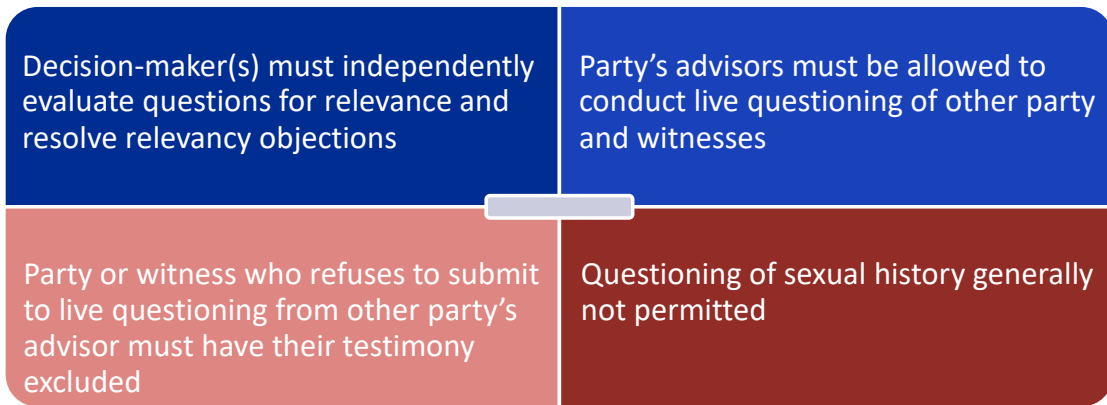 Decision-maker(s) must independently
evaluate questions for relevance and
resolve relevancy objections
Party’s advisors must be allowed to
conduct live questioning of other party
and witnesses
Party or witness who refuses to submit
to live questioning from other party’s
advisor must have their testimony
excluded
Questioning of sexual history generally
not permitted